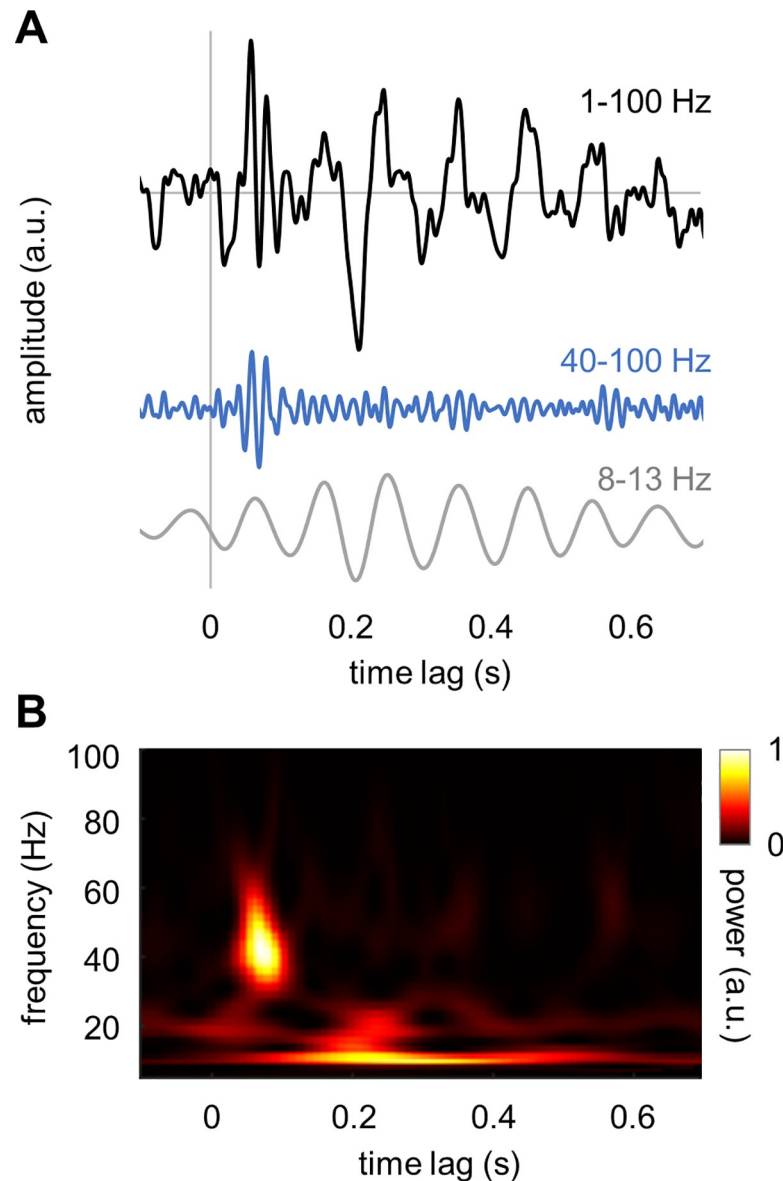 A
1-100 Hz
amplitude (a.u.)
40-100 Hz
8-13 Hz
0 0.2 0.4 0.6
time lag (s)
B
100
80
60
40
20
frequency (Hz)
1
0
power (a.u.)
0 0.2 0.4 0.6
time lag (s)